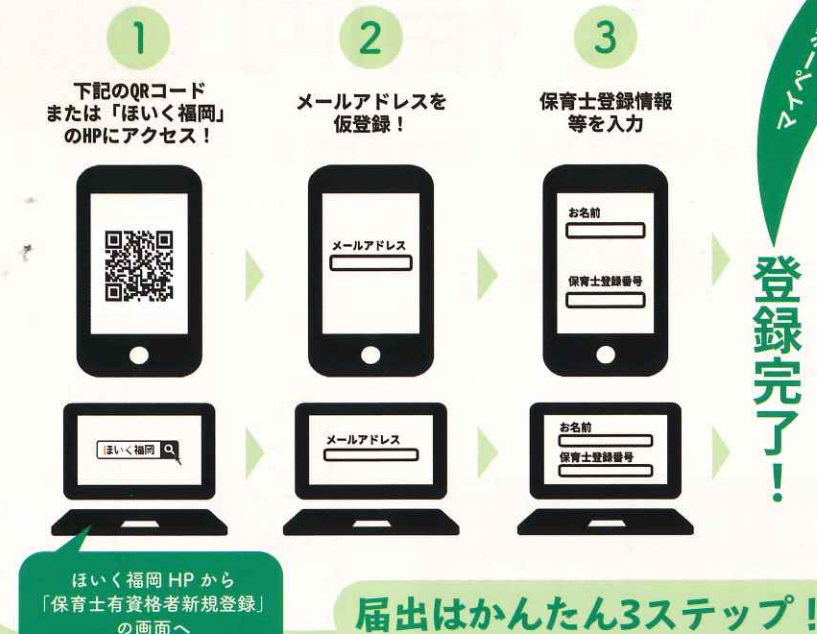 1
下記のQRコード
または「ほいく福岡」
のHPにアクセス！
2
メールアドレスを
仮登録！
3
保育士登録情報
等を入力
マイページ
メールアドレス
お名前
保育士登録番号
登録完了！
ほいく福岡
メールアドレス
お名前
保育士登録番号
ほいく福岡 HP から
「保育士有資格者新規登録」
の画面へ
届出はかんたん3ステップ！